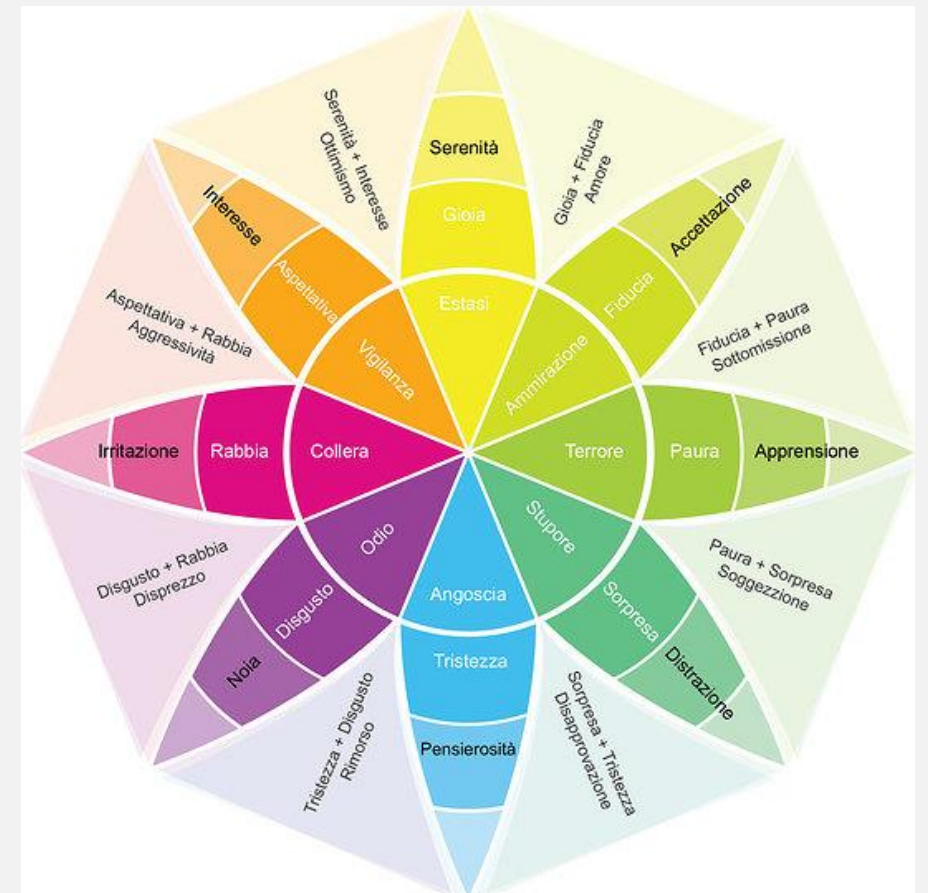 Serenità + Interesse
Ottimismo
Gioia + Fiducia
Amore
Serenità
Gioia
Estasi
Interesse
Aspettativa
Vigilanza
Accettazione
Fiducia
Ammirazione
Aspettativa + Rabbia
Aggressività
Fiducia + Paura
Sottomissione
Irritazione
Rabbia
Collera
Terrore
Paura
Apprensione
Odio
Disgusto
Noia
Stupore
Sorpresa
Distrazione
Disgusto + Rabbia
Disprezzo
Paura + Sorpresa
Soggezzione
Angoscia
Tristezza
Pensierosità
Tristezza + Disgusto
Rimorso
Sorpresa + Tristezza
Disapprovazione